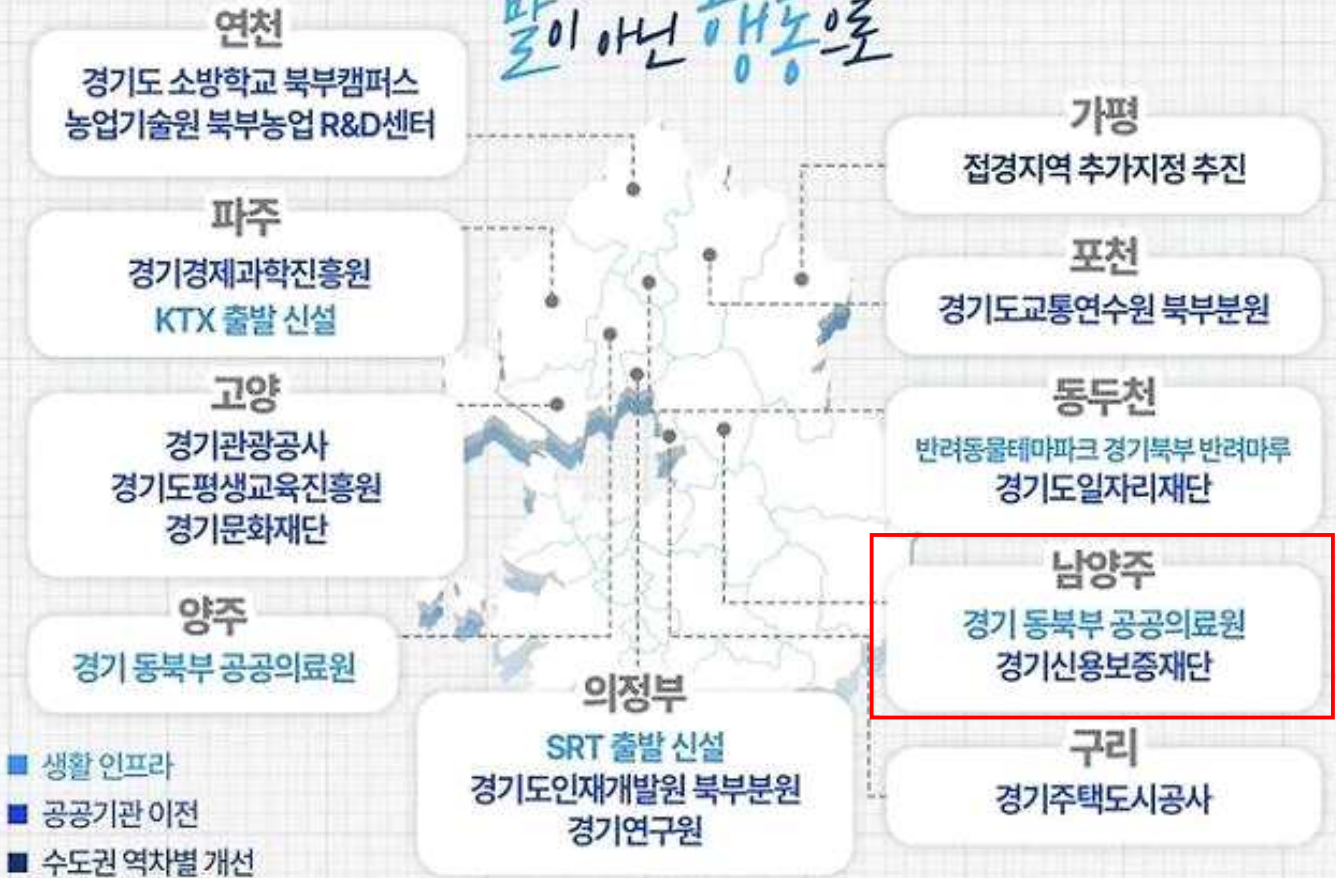 말이 아닌 행동으로
연천
경기도 소방학교 북부캠퍼스
농업기술원 북부농업 R&D센터
파주
경기경제과학진흥원
KTX 출발 신설
고양
경기관광공사
경기도평생교육진흥원
경기문화재단
양주
경기 동북부 공공의료원
의정부
SRT 출발 신설
경기도인재개발원 북부분원
경기연구원
가평
접경지역 추가지정 추진
포천
경기도교통연수원 북부분원
동두천
반려동물테마파크 경기북부 반려마루
경기도일자리재단
남양주
경기 동북부 공공의료원
경기신용보증재단
구리
경기주택도시공사
생활 인프라
공공기관 이전
수도권 역차별 개선